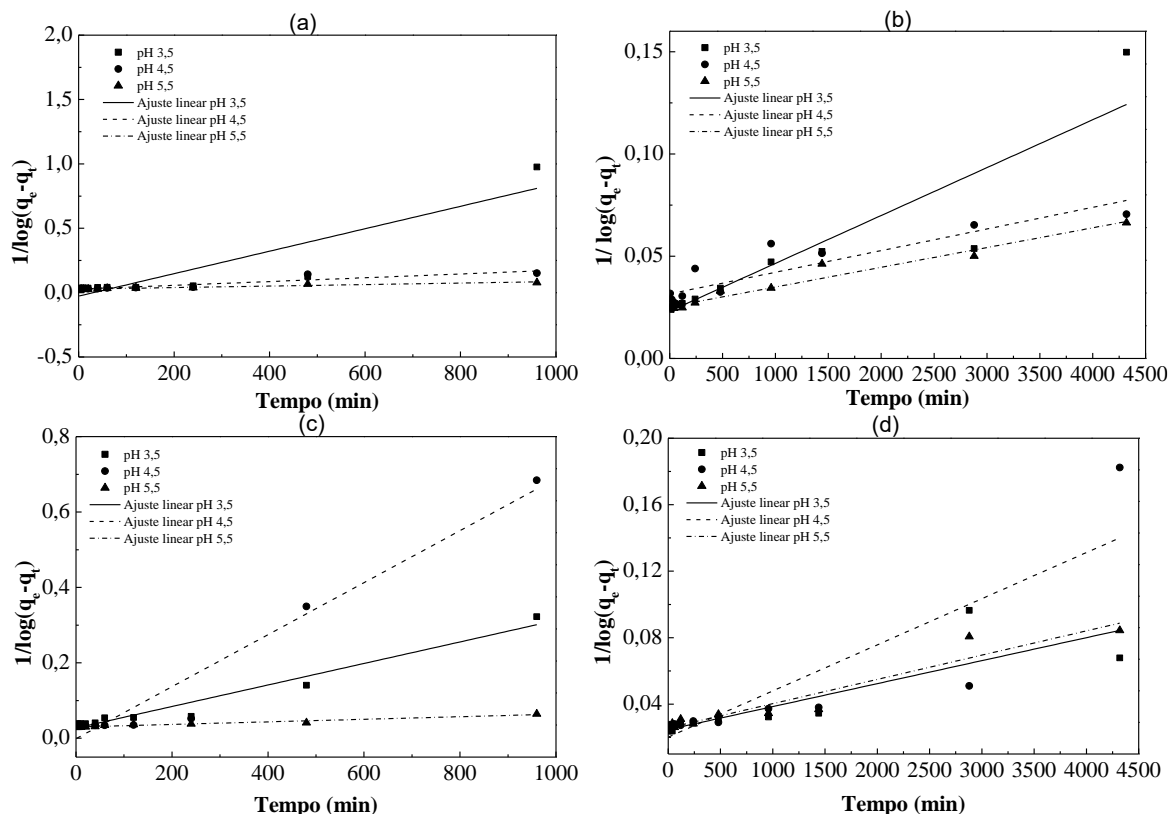 (a)
1/log(q_e-q_t)
2,0
1,5
1,0
0,5
0,0
-0,5
pH 3,5
pH 4,5
pH 5,5
Ajuste linear pH 3,5
Ajuste linear pH 4,5
Ajuste linear pH 5,5
0 200 400 600 800 1000
Tempo (min)
(b)
1/ log(q_e-q_t)
0,15
0,10
0,05
0,00
pH 3,5
pH 4,5
pH 5,5
Ajuste linear pH 3,5
Ajuste linear pH 4,5
Ajuste linear pH 5,5
0 500 1000 1500 2000 2500 3000 3500 4000 4500
Tempo (min)
(c)
1/log(q_e-q_t)
0,8
0,6
0,4
0,2
0,0
pH 3,5
pH 4,5
pH 5,5
Ajuste linear pH 3,5
Ajuste linear pH 4,5
Ajuste linear pH 5,5
0 200 400 600 800 1000
Tempo (min)
(d)
1/log(q_e-q_t)
0,20
0,16
0,12
0,08
0,04
pH 3,5
pH 4,5
pH 5,5
Ajuste linear pH 3,5
Ajuste linear pH 4,5
Ajuste linear pH 5,5
0 500 1000 1500 2000 2500 3000 3500 4000 4500
Tempo (min)